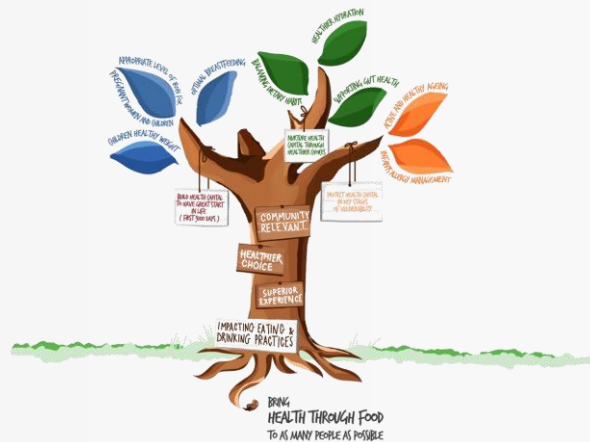 HEALTHIER HYDRATION
BALANCING DIETARY HABIT
SUPPORTING GUT HEALTH
APPROPRIATE LEVEL OF IRON FOR
PREGNANT WOMEN AND CHILDREN
OPTIMAL BREASTFEEDING
CHILDREN HEALTHY WEIGHT
ACTIVE AND HEALTHY AGEING
INFANTS ALLERGY MANAGEMENT
NURTURE HEALTH
CAPITAL THROUGH
HEALTHIER CHOICES
BUILD HEALTH CAPITAL
TO HAVE GREAT START
IN LIFE
(FIRST 1000 DAYS)
PROTECT HEALTH CAPITAL
IN KEY STAGES
OF VULNERABILITY
COMMUNITY
RELEVANT...
HEALTHIER
CHOICE
SUPERIOR
EXPERIENCE
IMPACTING EATING &
DRINKING PRACTICES
BRING
HEALTH THROUGH FOOD
TO AS MANY PEOPLE AS POSSIBLE